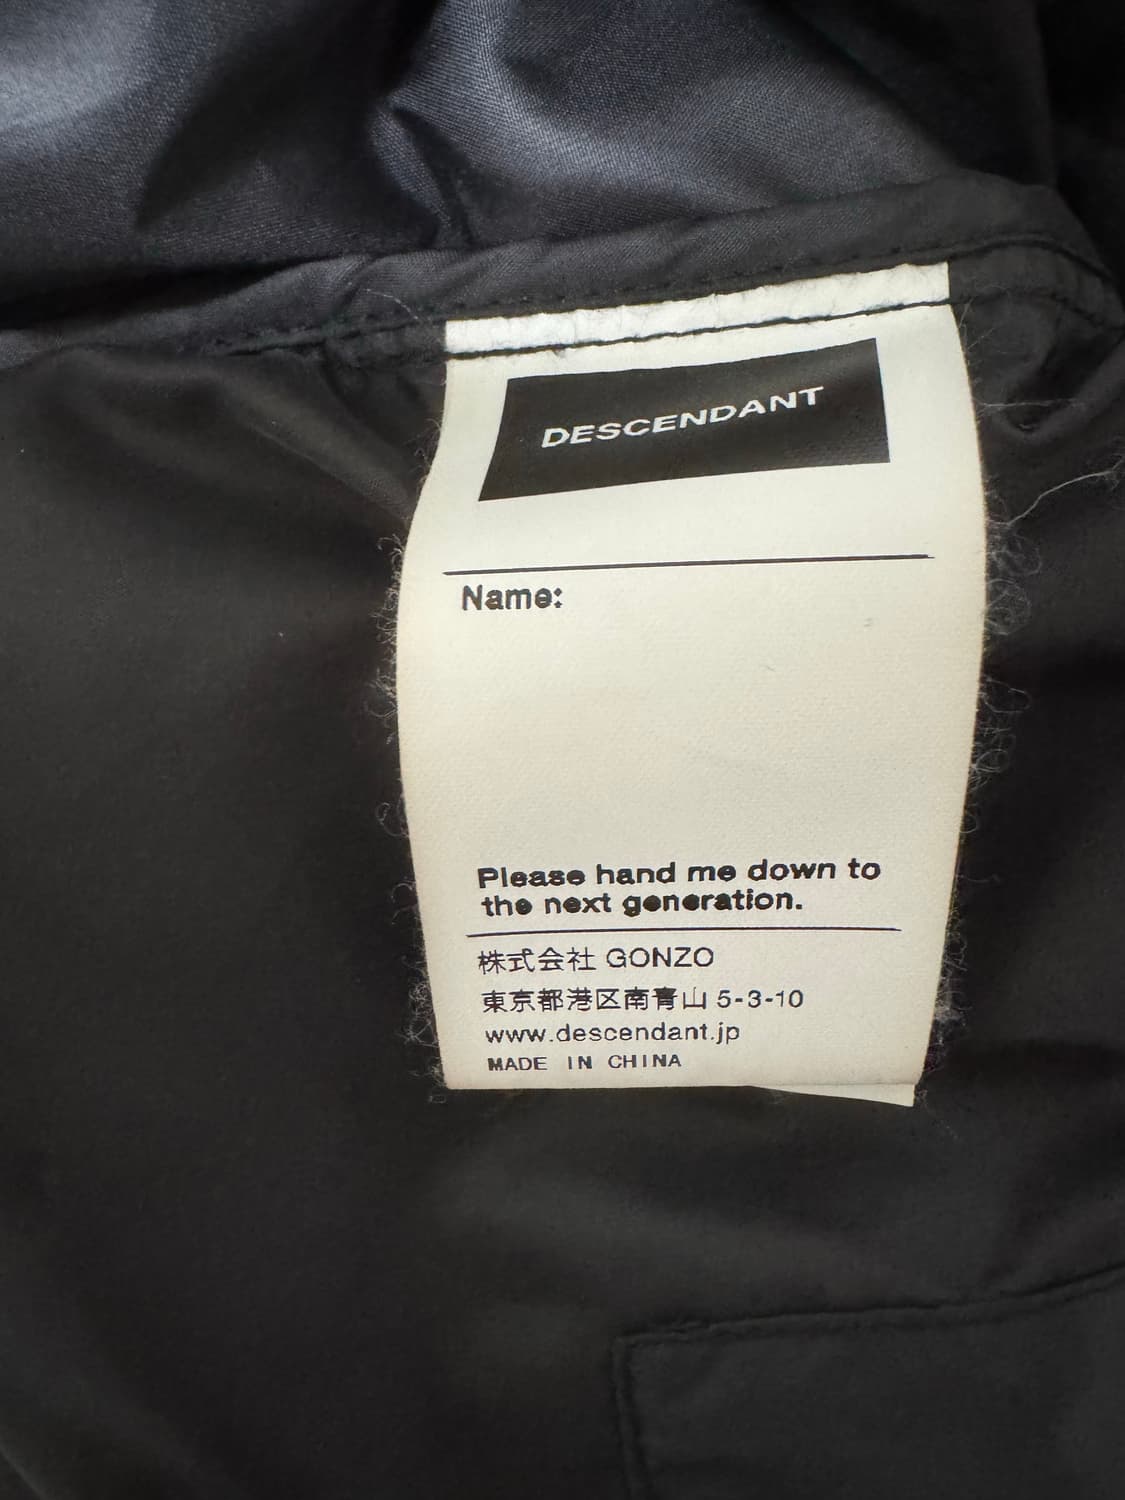 DESCENDANT
Name:
Please hand me down to
the next generation.
株式会社 GONZO
東京都港区南青山 5-3-10
www.descendant.jp
MADE IN CHINA